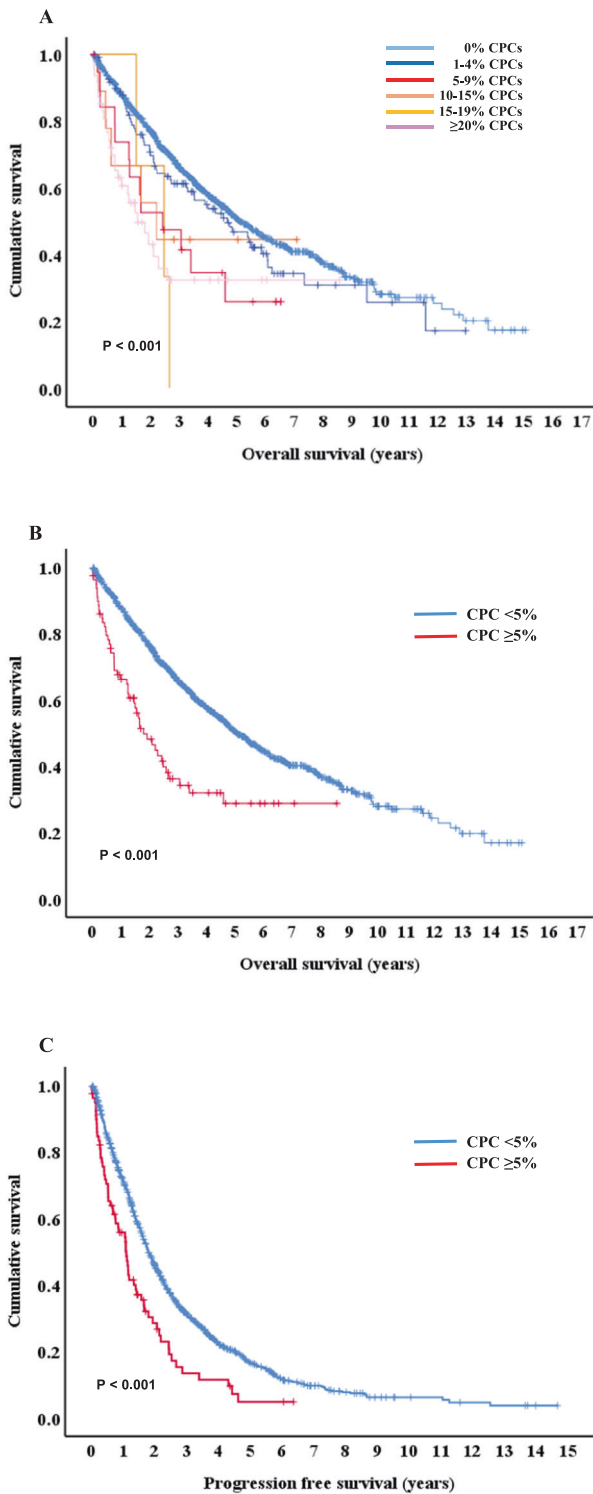 A
1.0
0.8
0.6
0.4
0.2
0.0
Cumulative survival
0% CPCs
1-4% CPCs
5-9% CPCs
10-15% CPCs
15-19% CPCs
≥20% CPCs
P < 0.001
0 1 2 3 4 5 6 7 8 9 10 11 12 13 14 15 16 17
Overall survival (years)
B
1.0
0.8
0.6
0.4
0.2
0.0
Cumulative survival
CPC <5%
CPC ≥5%
P < 0.001
0 1 2 3 4 5 6 7 8 9 10 11 12 13 14 15 16 17
Overall survival (years)
C
1.0
0.8
0.6
0.4
0.2
0.0
Cumulative survival
CPC <5%
CPC ≥5%
P < 0.001
0 1 2 3 4 5 6 7 8 9 10 11 12 13 14 15
Progression free survival (years)